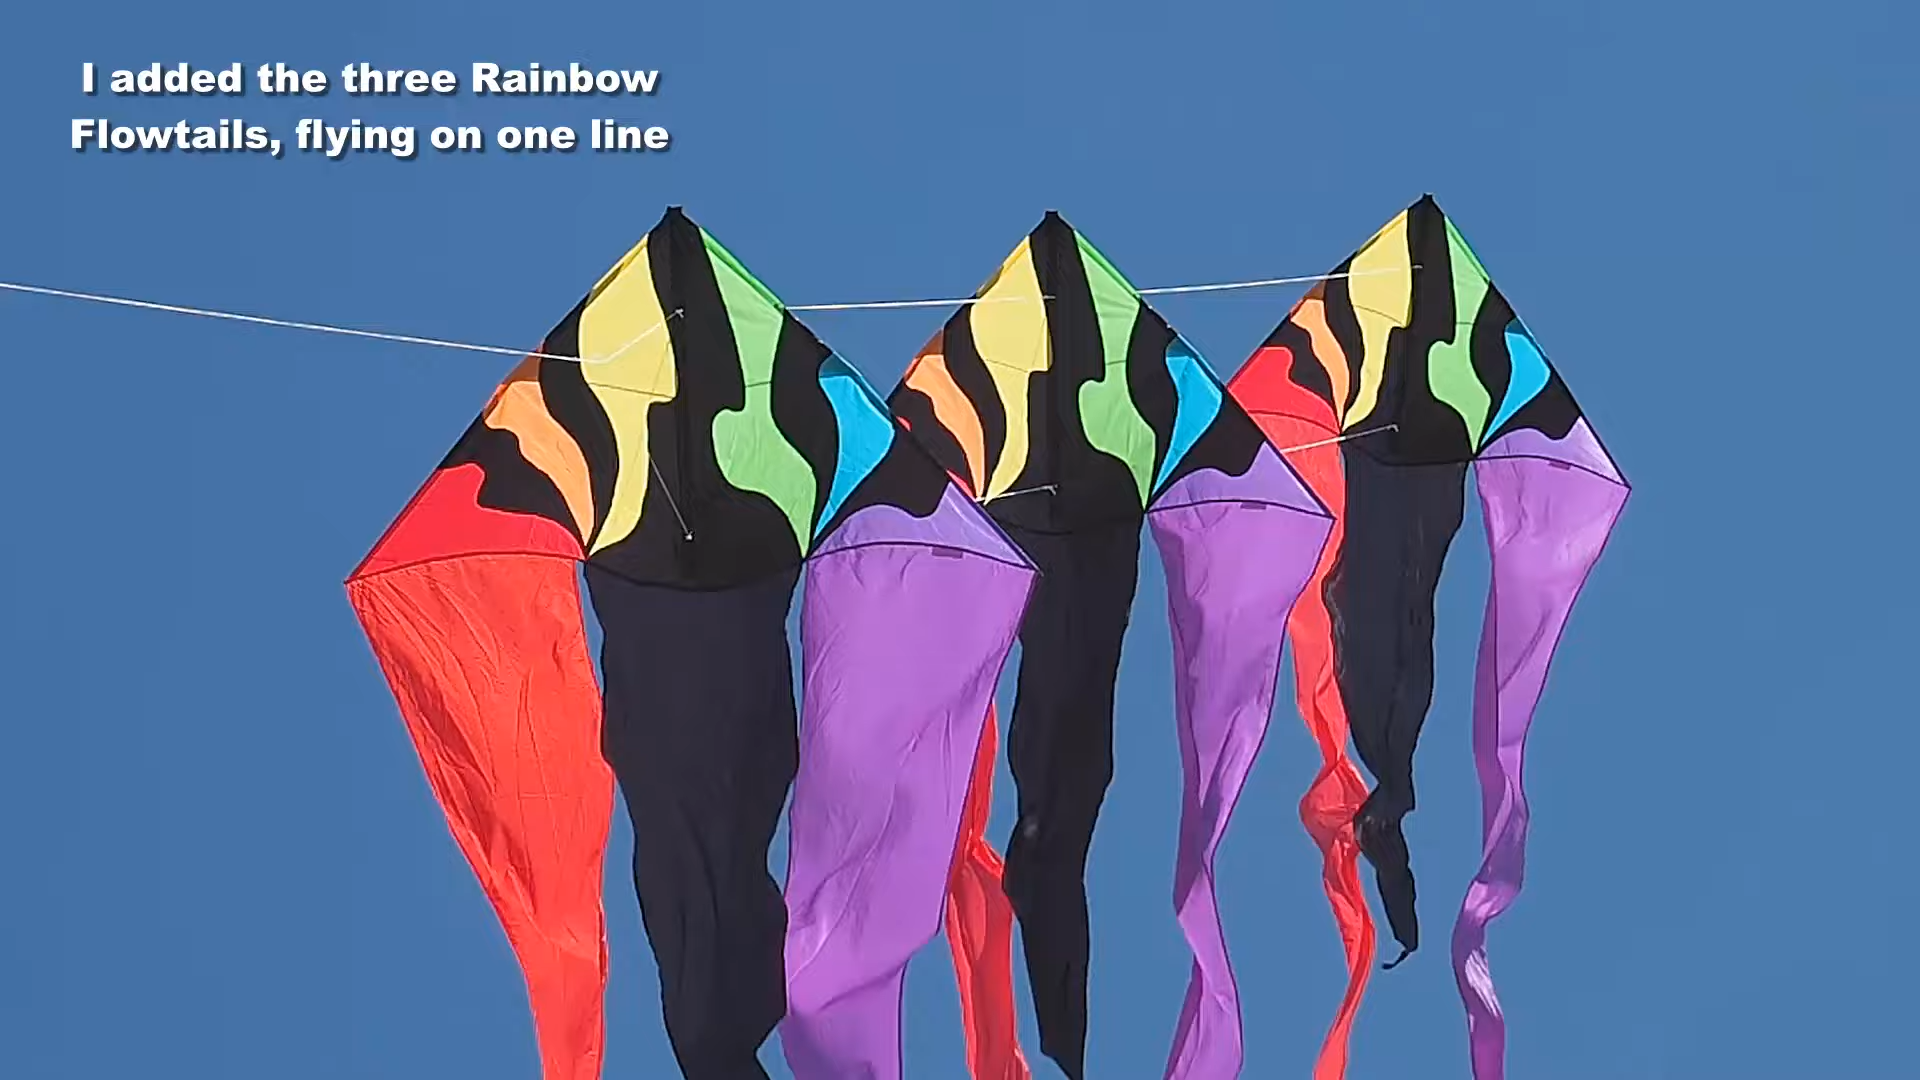 I added the three Rainbow
Flowtails, flying on one line